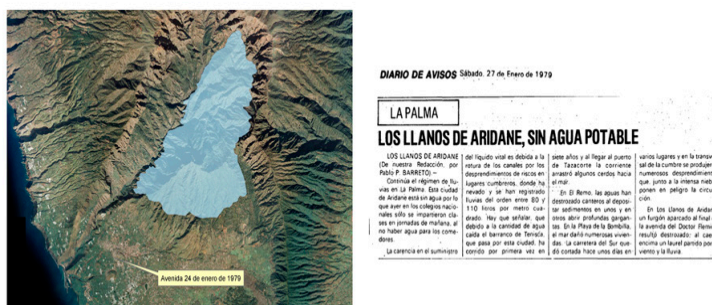 Avenida 24 de enero de 1979
DIARIO DE AVISOS Sábado, 27 de Enero de 1979
LA PALMA
LOS LLANOS DE ARIDANE, SIN AGUA POTABLE
LOS LLANOS DE ARIDANE
(De nuestra Redacción, por
Pablo P. BARRETO) —
Continúa el régimen de llu-
vias en La Palma. Esta ciudad
de Aridane está sin agua por lo
que ayer en los colegios nacio-
nales sólo se impartieron cla-
ses en jornadas de mañana, al
no haber agua para los come-
dores.
La carencia en el suministro
del líquido vital es debida a la
rotura de los canales por los
desprendimientos de riscos en
lugares cumbreros, donde ha
nevado y se han registrado
lluvias del orden entre 80 y
110 litros por metro cua-
drado. Hay que señalar, que
debido a la cantidad de agua
caída el barranco de Tenisca,
que pasa por esta ciudad, ha
corrido por primera vez en
siete años y al llegar al puerto
de Tazacorte la corriente
arrastró algunos cerdos hacia
el mar.
En El Remo, las aguas han
destrozado canteros al deposi-
tar sedimentos en unos y en
otros abrir profundas gargan-
tas. En la Playa de la Bombilla,
el mar dañó numerosas vivien-
das. La carretera del Sur que-
dó cortada hace unos días en
varios lugares y en la transver
sal de la cumbre se produjer
numerosos desprendimient
que, junto a la intensa nieb
ponen en peligro la circu
ción.
En Los Llanos de Aridan
un furgón aparcado al final
la avenida del Doctor Flemi
resultó destrozado; al cae
encima un laurel partido por
viento y la lluvia.